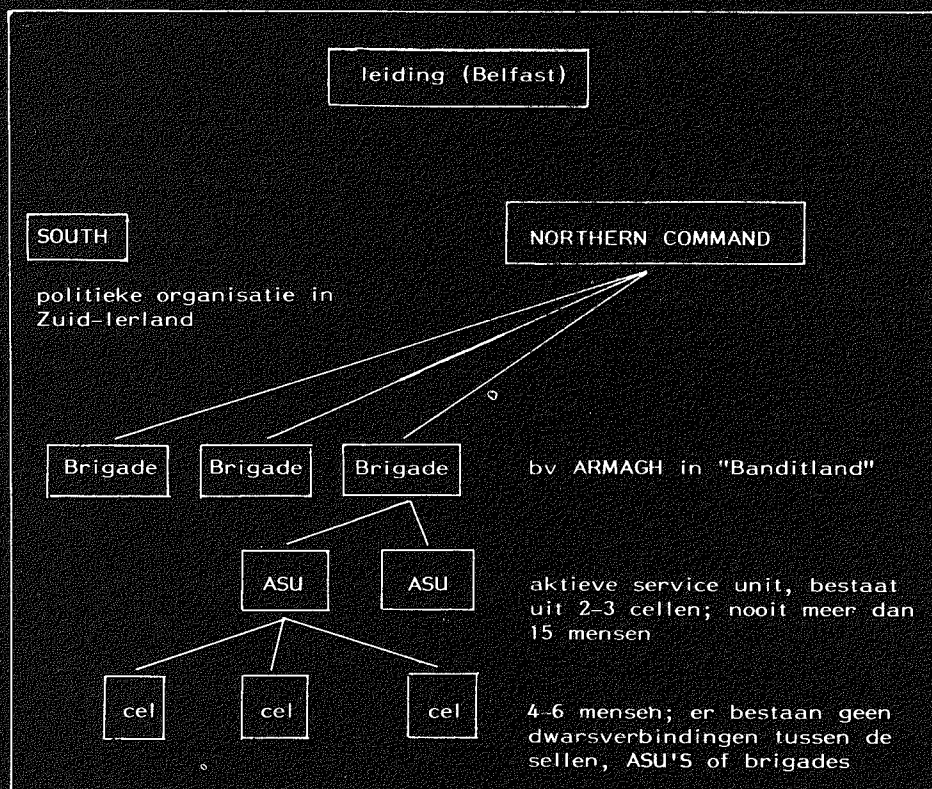 leiding (Belfast)
SOUTH
NORTHERN COMMAND
politieke organisatie in
Zuid-Ierland
Brigade
Brigade
Brigade
bv ARMAGH in "Banditland"
ASU
ASU
aktieve service unit, bestaat
uit 2-3 cellen; nooit meer dan
15 mensen
cel
cel
cel
4-6 mensen; er bestaan geen
dwarsverbindingen tussen de
sellen, ASU'S of brigades